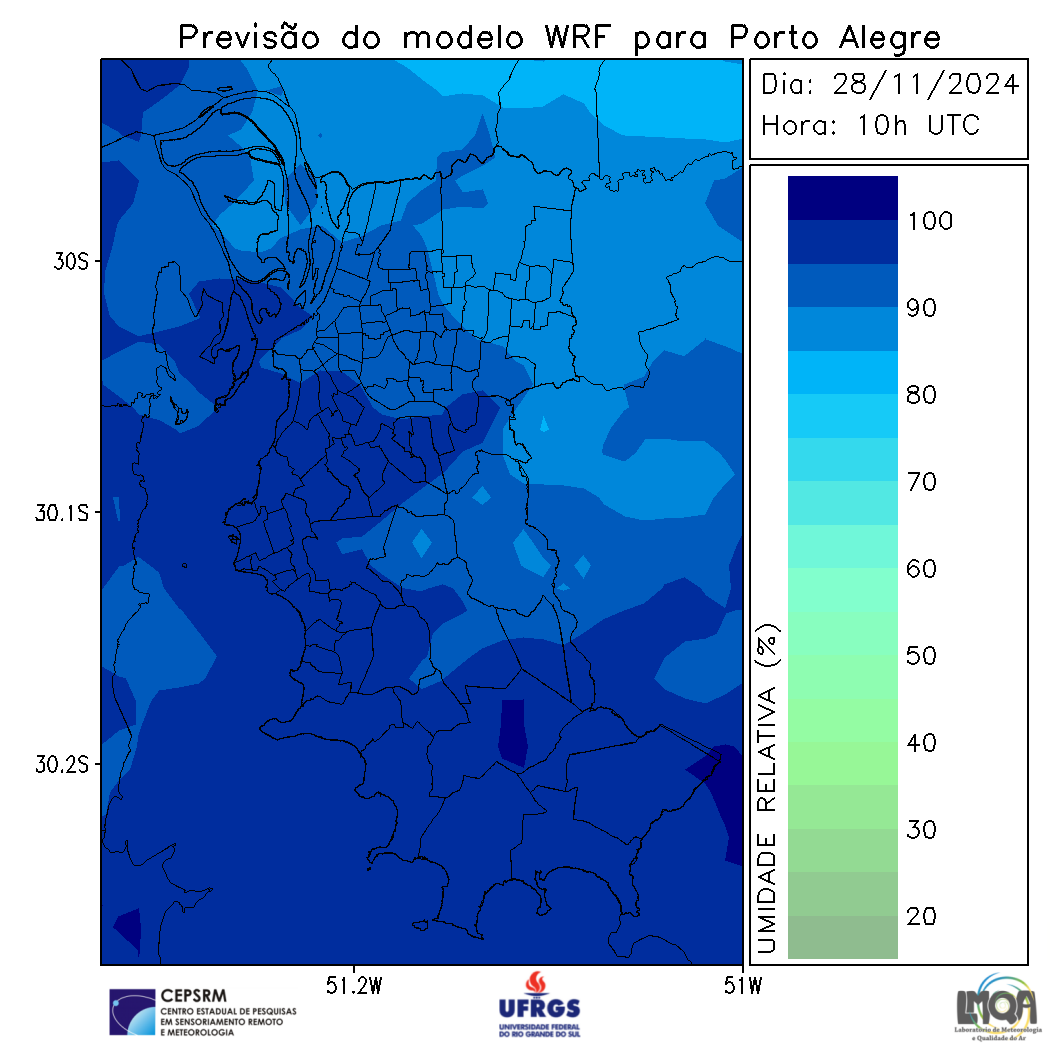 Previsão do modelo WRF para Porto Alegre
Dia: 28/11/2024
Hora: 10h UTC
100
90
80
70
60
50
40
30
20
UMIDADE RELATIVA (%)
30S
30.1S
30.2S
51.2W
51W
CEPSRM
CENTRO ESTADUAL DE PESQUISAS
EM SENSORIAMENTO REMOTO
E METEOROLOGIA
UFRGS
UNIVERSIDADE FEDERAL
DO RIO GRANDE DO SUL
LMQA
Laboratório de Meteorologia
e Qualidade do Ar